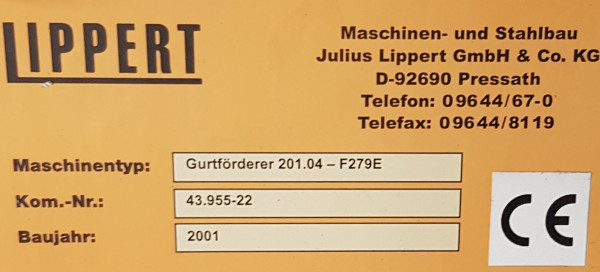 LIPPERT
Maschinen- und Stahlbau
Julius Lippert GmbH & Co. KG
D-92690 Pressath
Telefon: 09644/67-0
Telefax: 09644/8119
Maschinentyp: Gurtförderer 201.04 – F279E
Kom.-Nr.: 43.955-22
Baujahr: 2001
CE